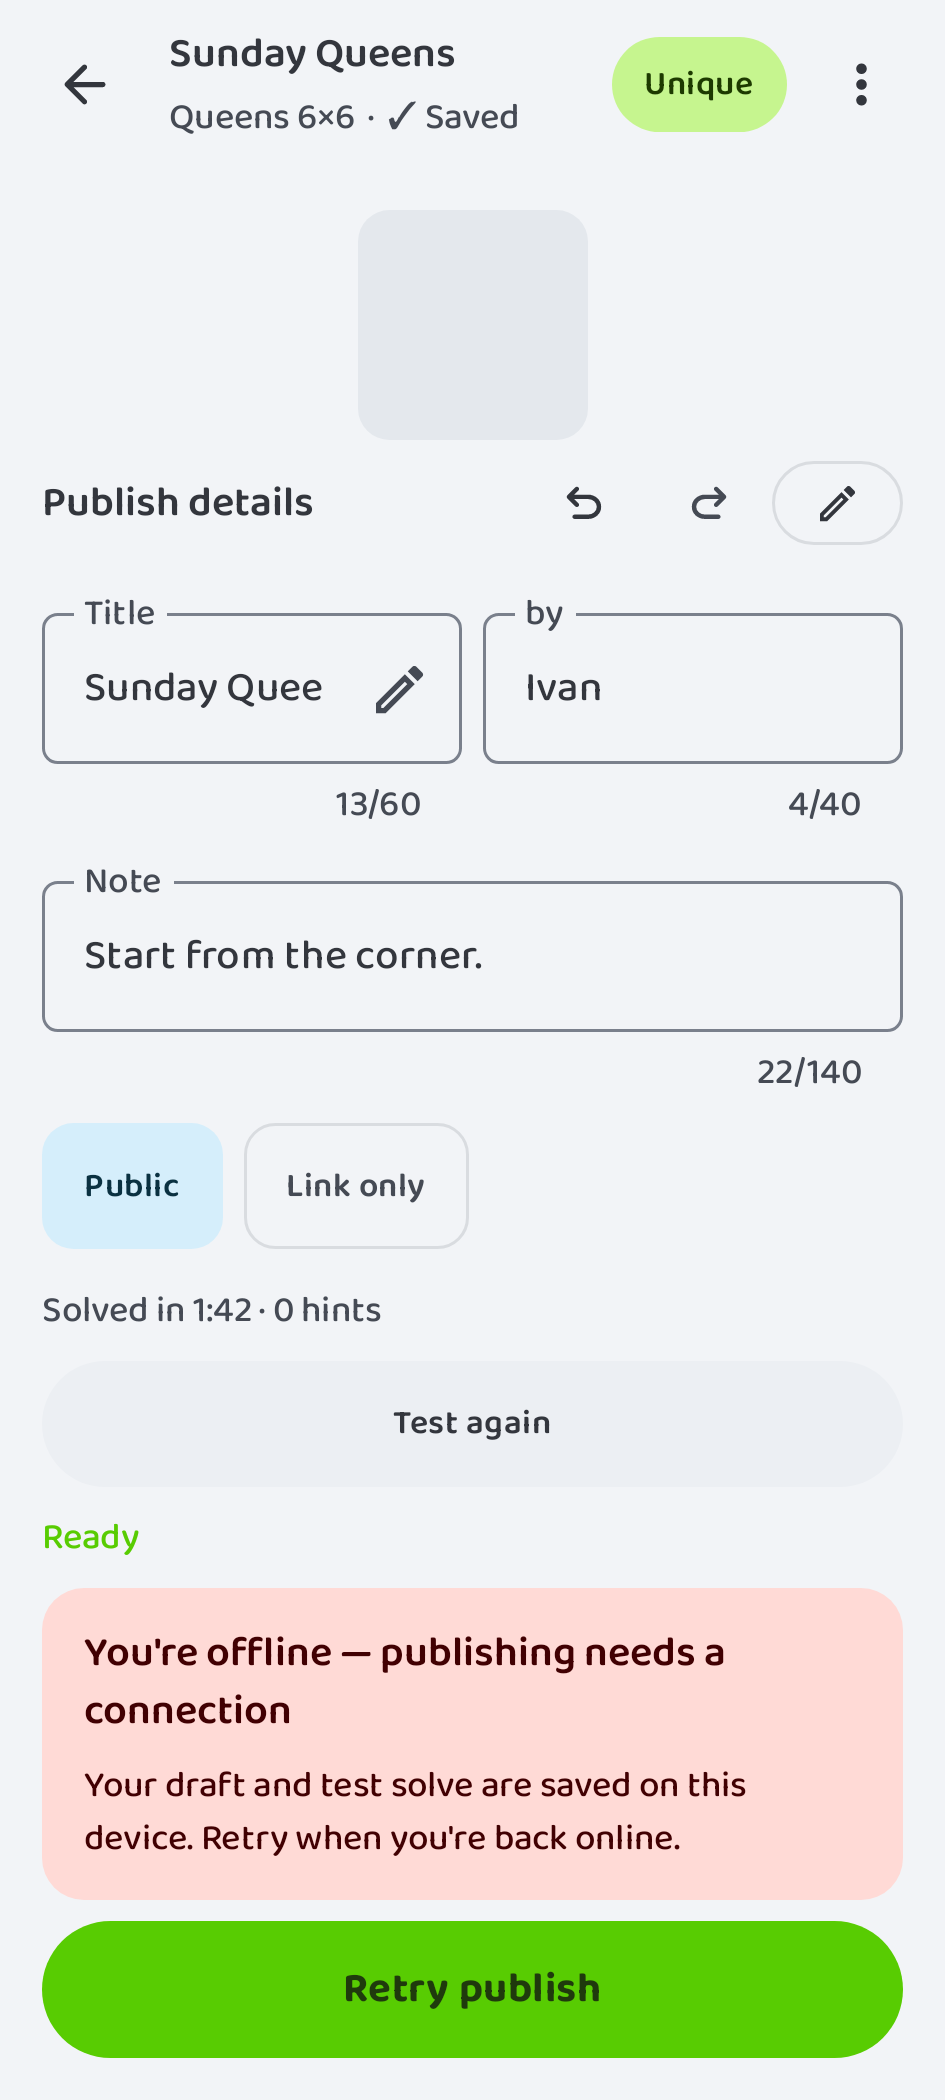 Sunday Queens
Queens 6×6 · ✓ Saved
Unique
Publish details
Title
Sunday Quee
13/60
by
Ivan
4/40
Note
Start from the corner.
22/140
Public
Link only
Solved in 1:42 · 0 hints
Test again
Ready
You're offline — publishing needs a
connection
Your draft and test solve are saved on this
device. Retry when you're back online.
Retry publish